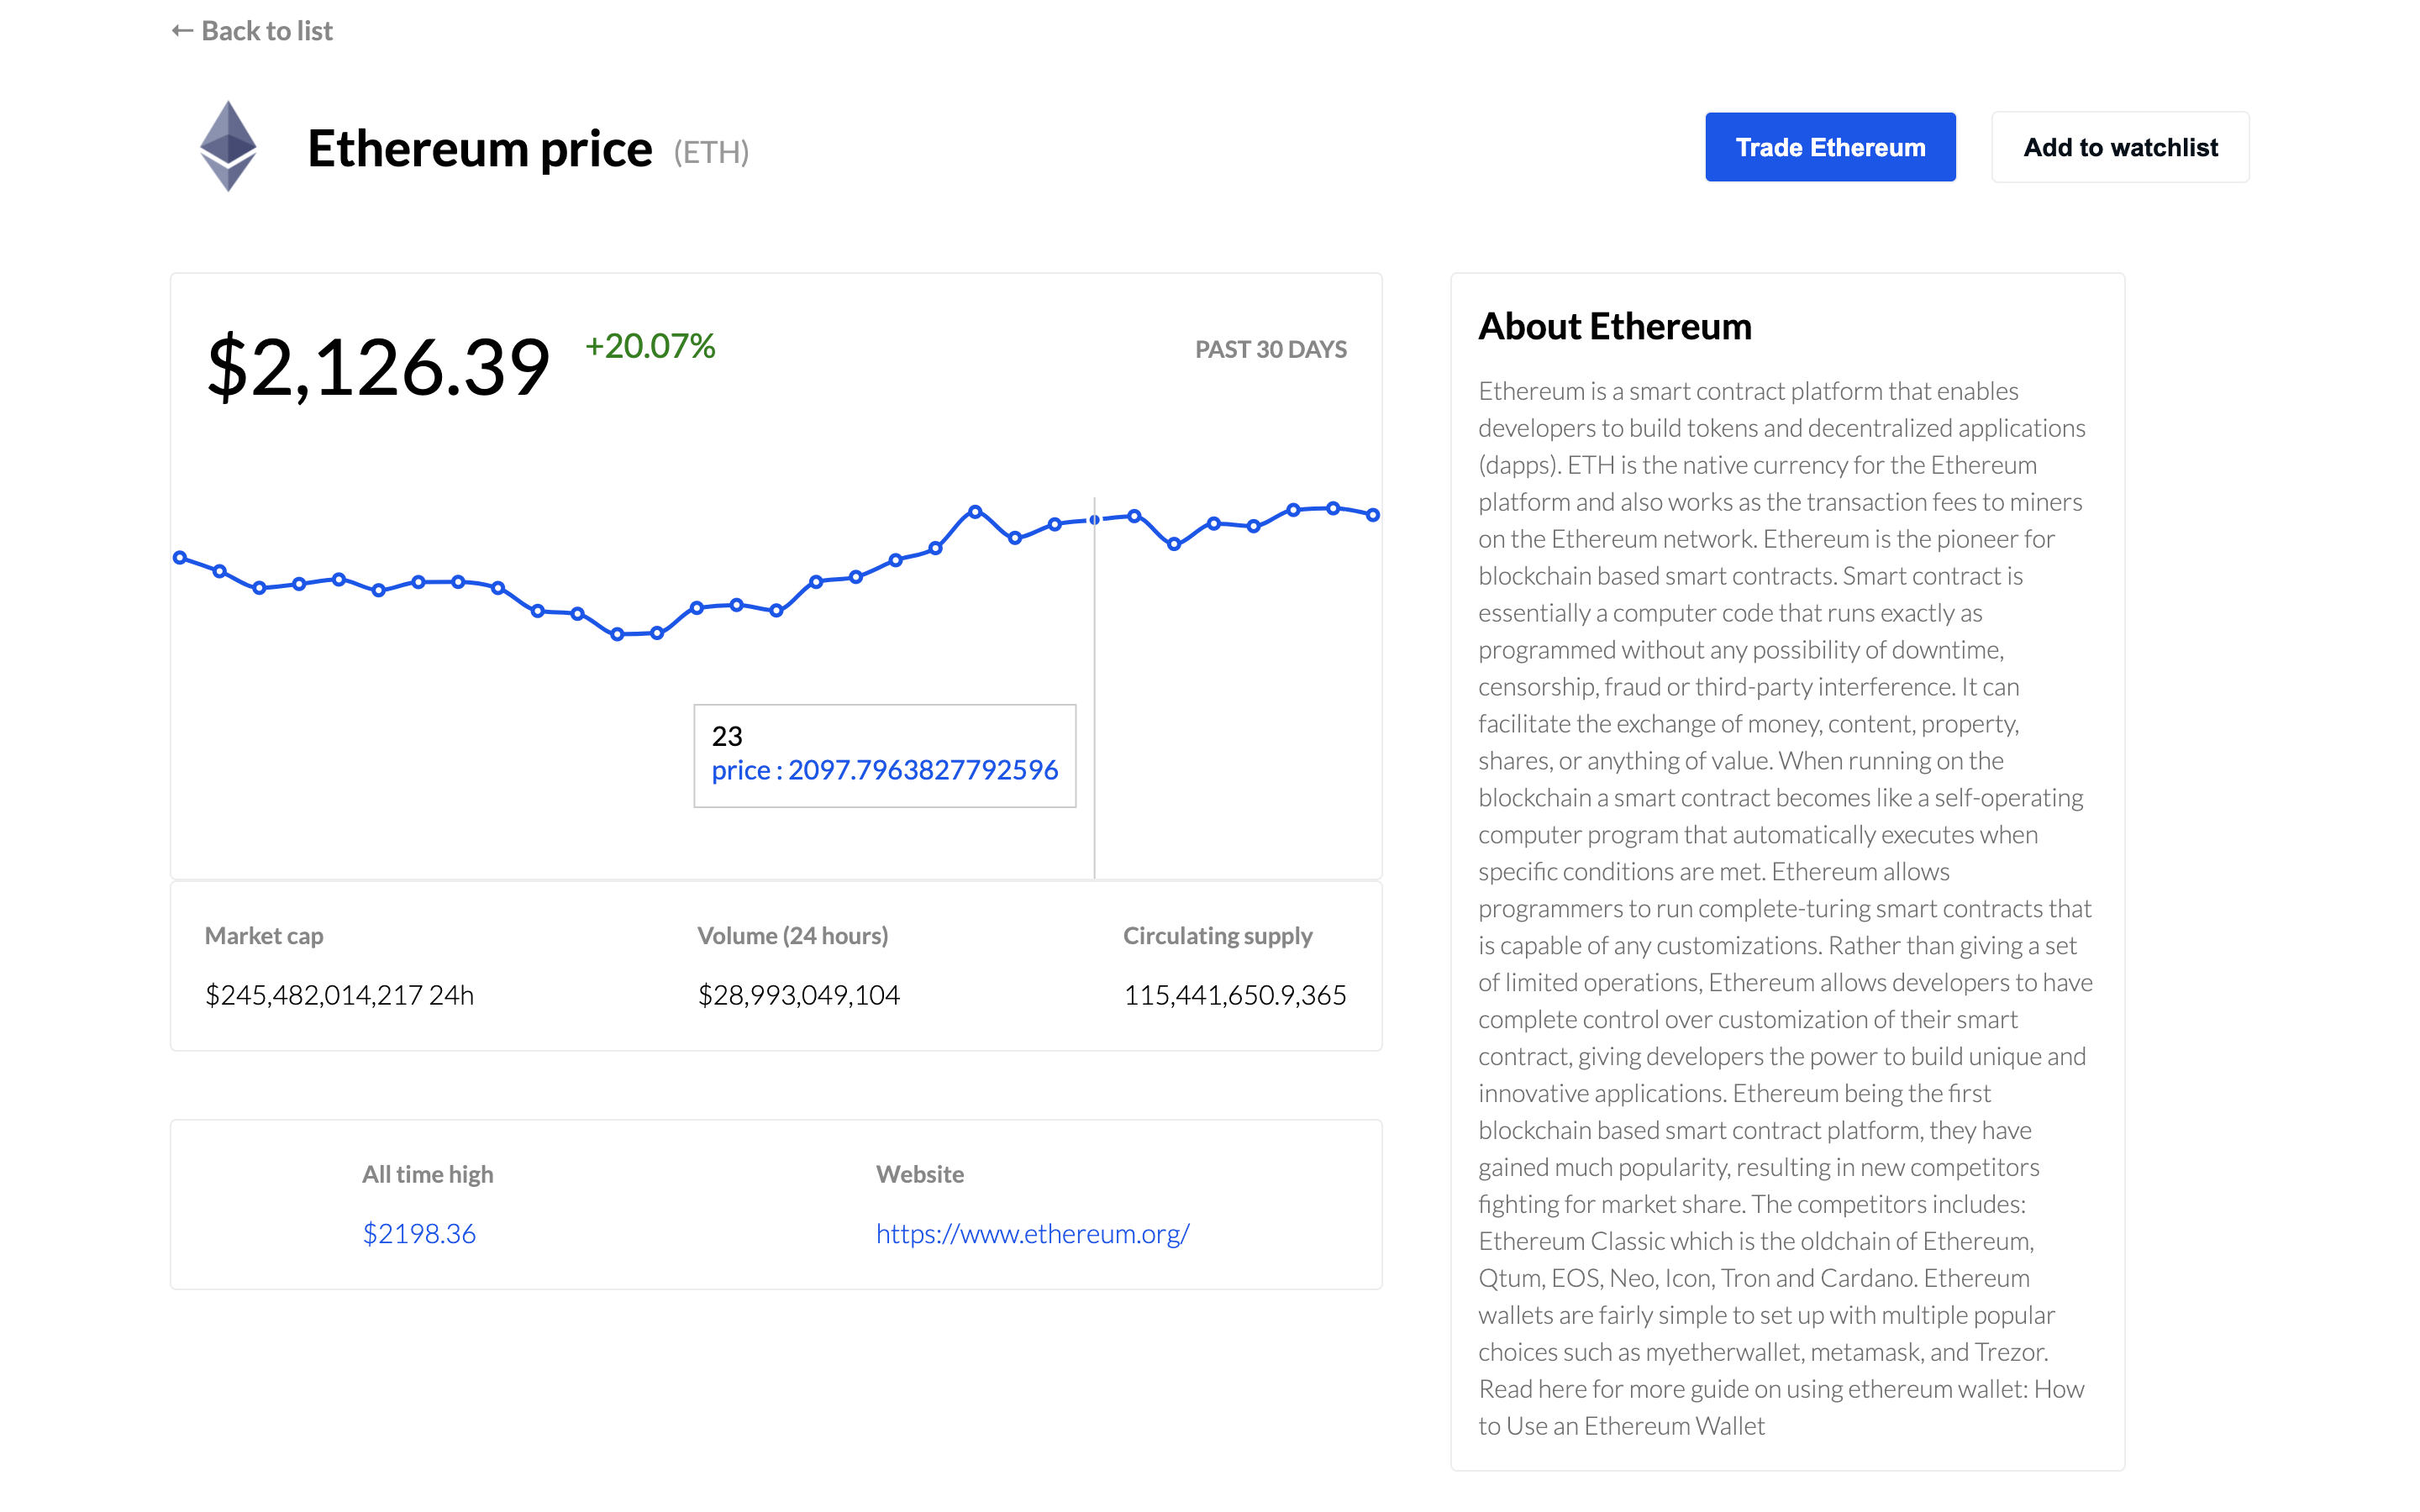 ← Back to list
Ethereum price (ETH)
Trade Ethereum
Add to watchlist
$2,126.39 +20.07%
PAST 30 DAYS
23
price : 2097.7963827792596
Market cap
$245,482,014,217 24h
Volume (24 hours)
$28,993,049,104
Circulating supply
115,441,650.9,365
All time high
$2198.36
Website
https://www.ethereum.org/
About Ethereum
Ethereum is a smart contract platform that enables
developers to build tokens and decentralized applications
(dapps). ETH is the native currency for the Ethereum
platform and also works as the transaction fees to miners
on the Ethereum network. Ethereum is the pioneer for
blockchain based smart contracts. Smart contract is
essentially a computer code that runs exactly as
programmed without any possibility of downtime,
censorship, fraud or third-party interference. It can
facilitate the exchange of money, content, property,
shares, or anything of value. When running on the
blockchain a smart contract becomes like a self-operating
computer program that automatically executes when
specific conditions are met. Ethereum allows
programmers to run complete-turing smart contracts that
is capable of any customizations. Rather than giving a set
of limited operations, Ethereum allows developers to have
complete control over customization of their smart
contract, giving developers the power to build unique and
innovative applications. Ethereum being the first
blockchain based smart contract platform, they have
gained much popularity, resulting in new competitors
fighting for market share. The competitors includes:
Ethereum Classic which is the oldchain of Ethereum,
Qtum, EOS, Neo, Icon, Tron and Cardano. Ethereum
wallets are fairly simple to set up with multiple popular
choices such as myetherwallet, metamask, and Trezor.
Read here for more guide on using ethereum wallet: How
to Use an Ethereum Wallet